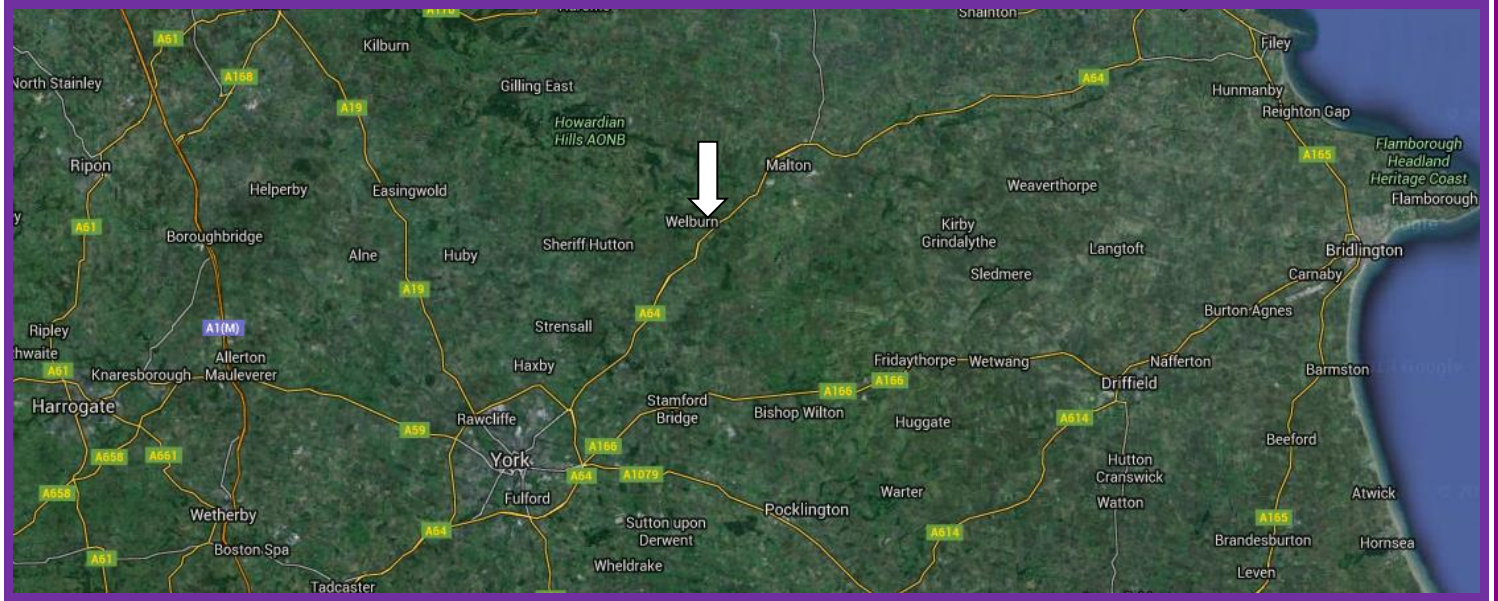 A170
Snainton
A61
Kilburn
Filey
North Stainley
A168
Gilling East
A64
Hunmanby
A19
Reighton Gap
Howardian
Hills AONB
Flamborough
Headland
Heritage Coast
A165
Ripon
Malton
Helperby
Easingwold
Weaverthorpe
Flamborough
A61
Welburn
Kirby
Grindalythe
Boroughbridge
Sheriff Hutton
Alne
Huby
Langtoft
Bridlington
Sledmere
Carnaby
A19
A64
Burton Agnes
A1(M)
Strensall
Ripley
hwaite
Allerton
Mauleverer
Haxby
Fridaythorpe
Wetwang
Nafferton
A61
Knaresborough
Barmston
A166
A166
Driffield
Harrogate
Stamford
Bridge
Bishop Wilton
Rawcliffe
Huggate
A614
A59
A166
Beeford
A658
A661
York
A64
A1079
Hutton
Cranswick
A658
Fulford
Warter
Atwick
Wetherby
Pocklington
Watton
A64
Sutton upon
Derwent
A614
A165
Brandesburton
Hornsea
A61
Boston Spa
Wheldrake
Leven
Tadcaster